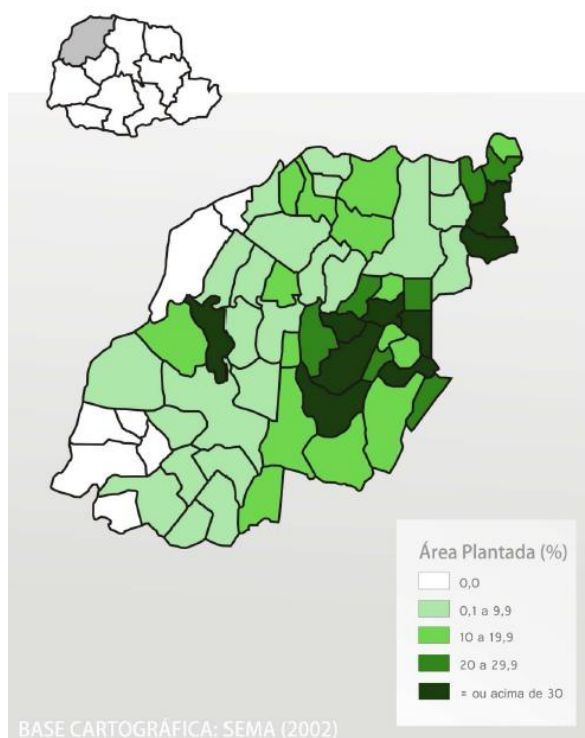 Área Plantada (%)
0,0
0,1 a 9,9
10 a 19,9
20 a 29,9
= ou acima de 30
BASE CARTOGRÁFICA: SEMA (2002)